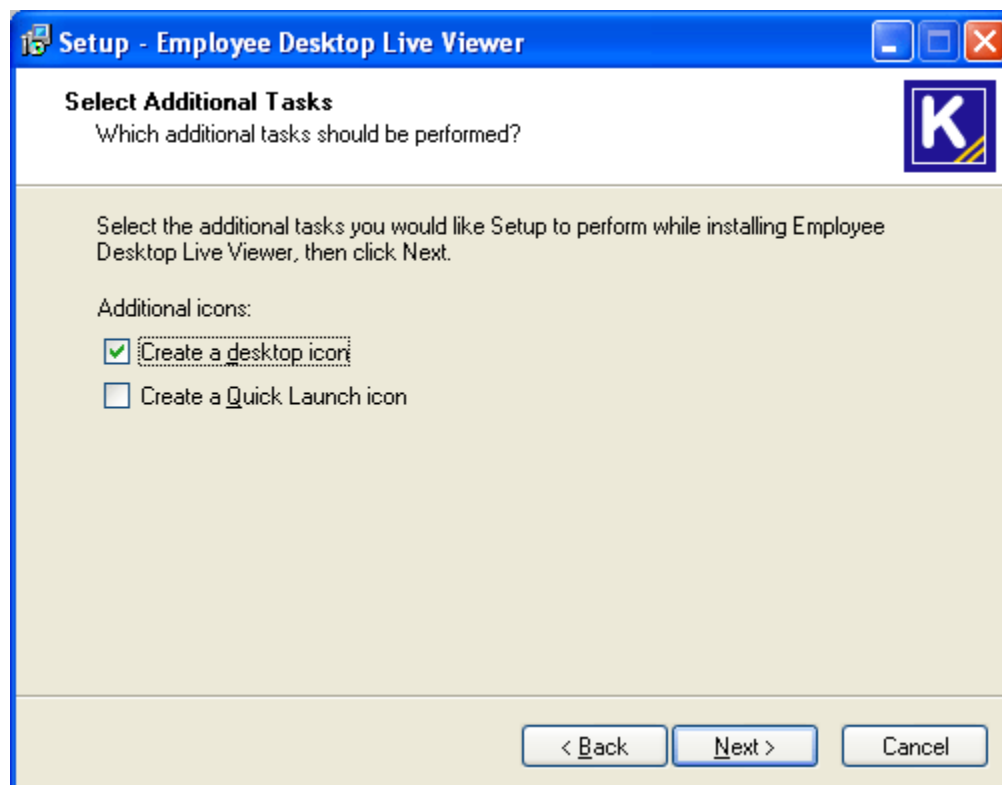 Setup - Employee Desktop Live Viewer
Select Additional Tasks
Which additional tasks should be performed?
K
Select the additional tasks you would like Setup to perform while installing Employee
Desktop Live Viewer, then click Next.
Additional icons:
Create a desktop icon
Create a Quick Launch icon
< Back
Next >
Cancel